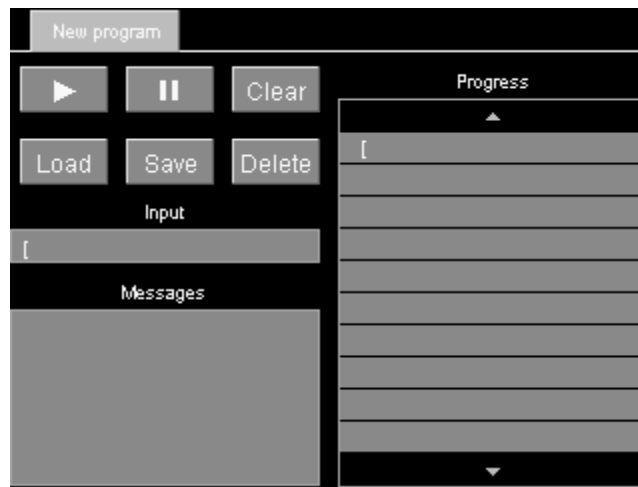 New program
Clear
Load Save Delete
Input
[
Messages
Progress
[